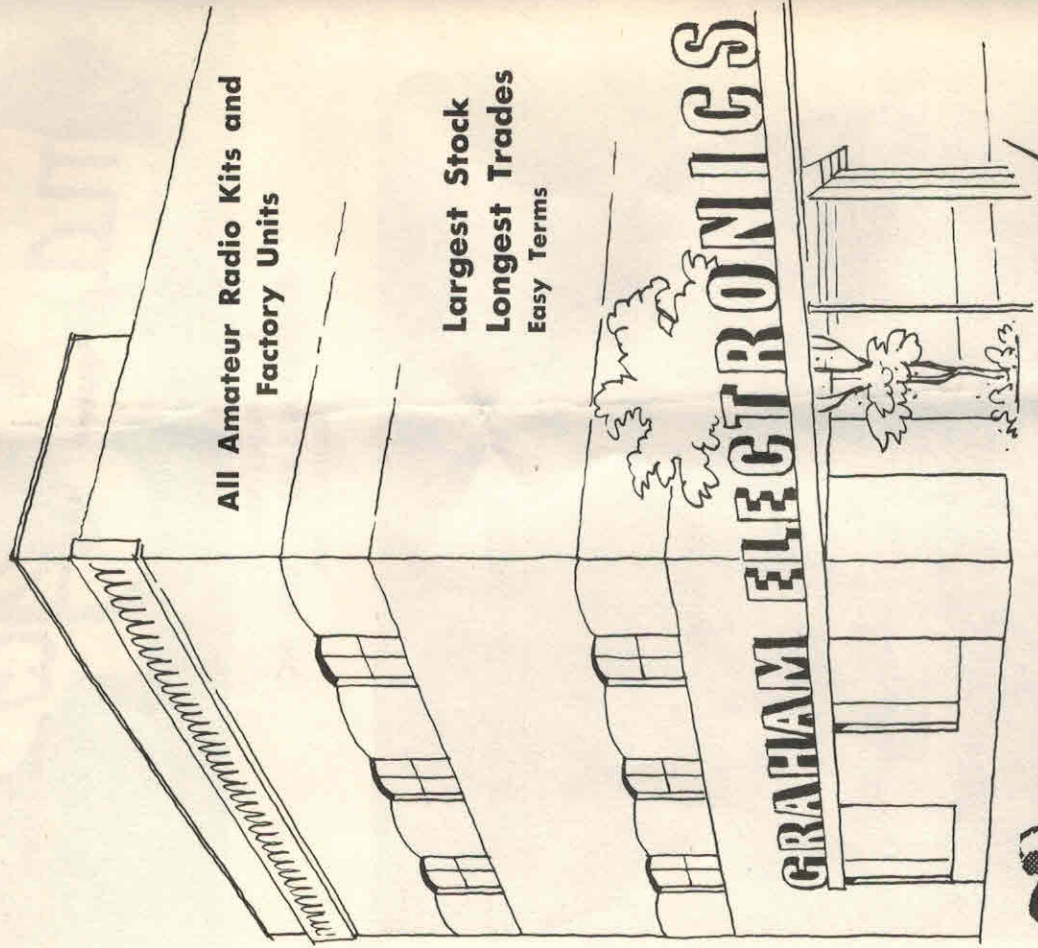 All Amateur Radio Kits and
Factory Units
Largest Stock
Longest Trades
Easy Terms
GRAHAM ELECTRONICS